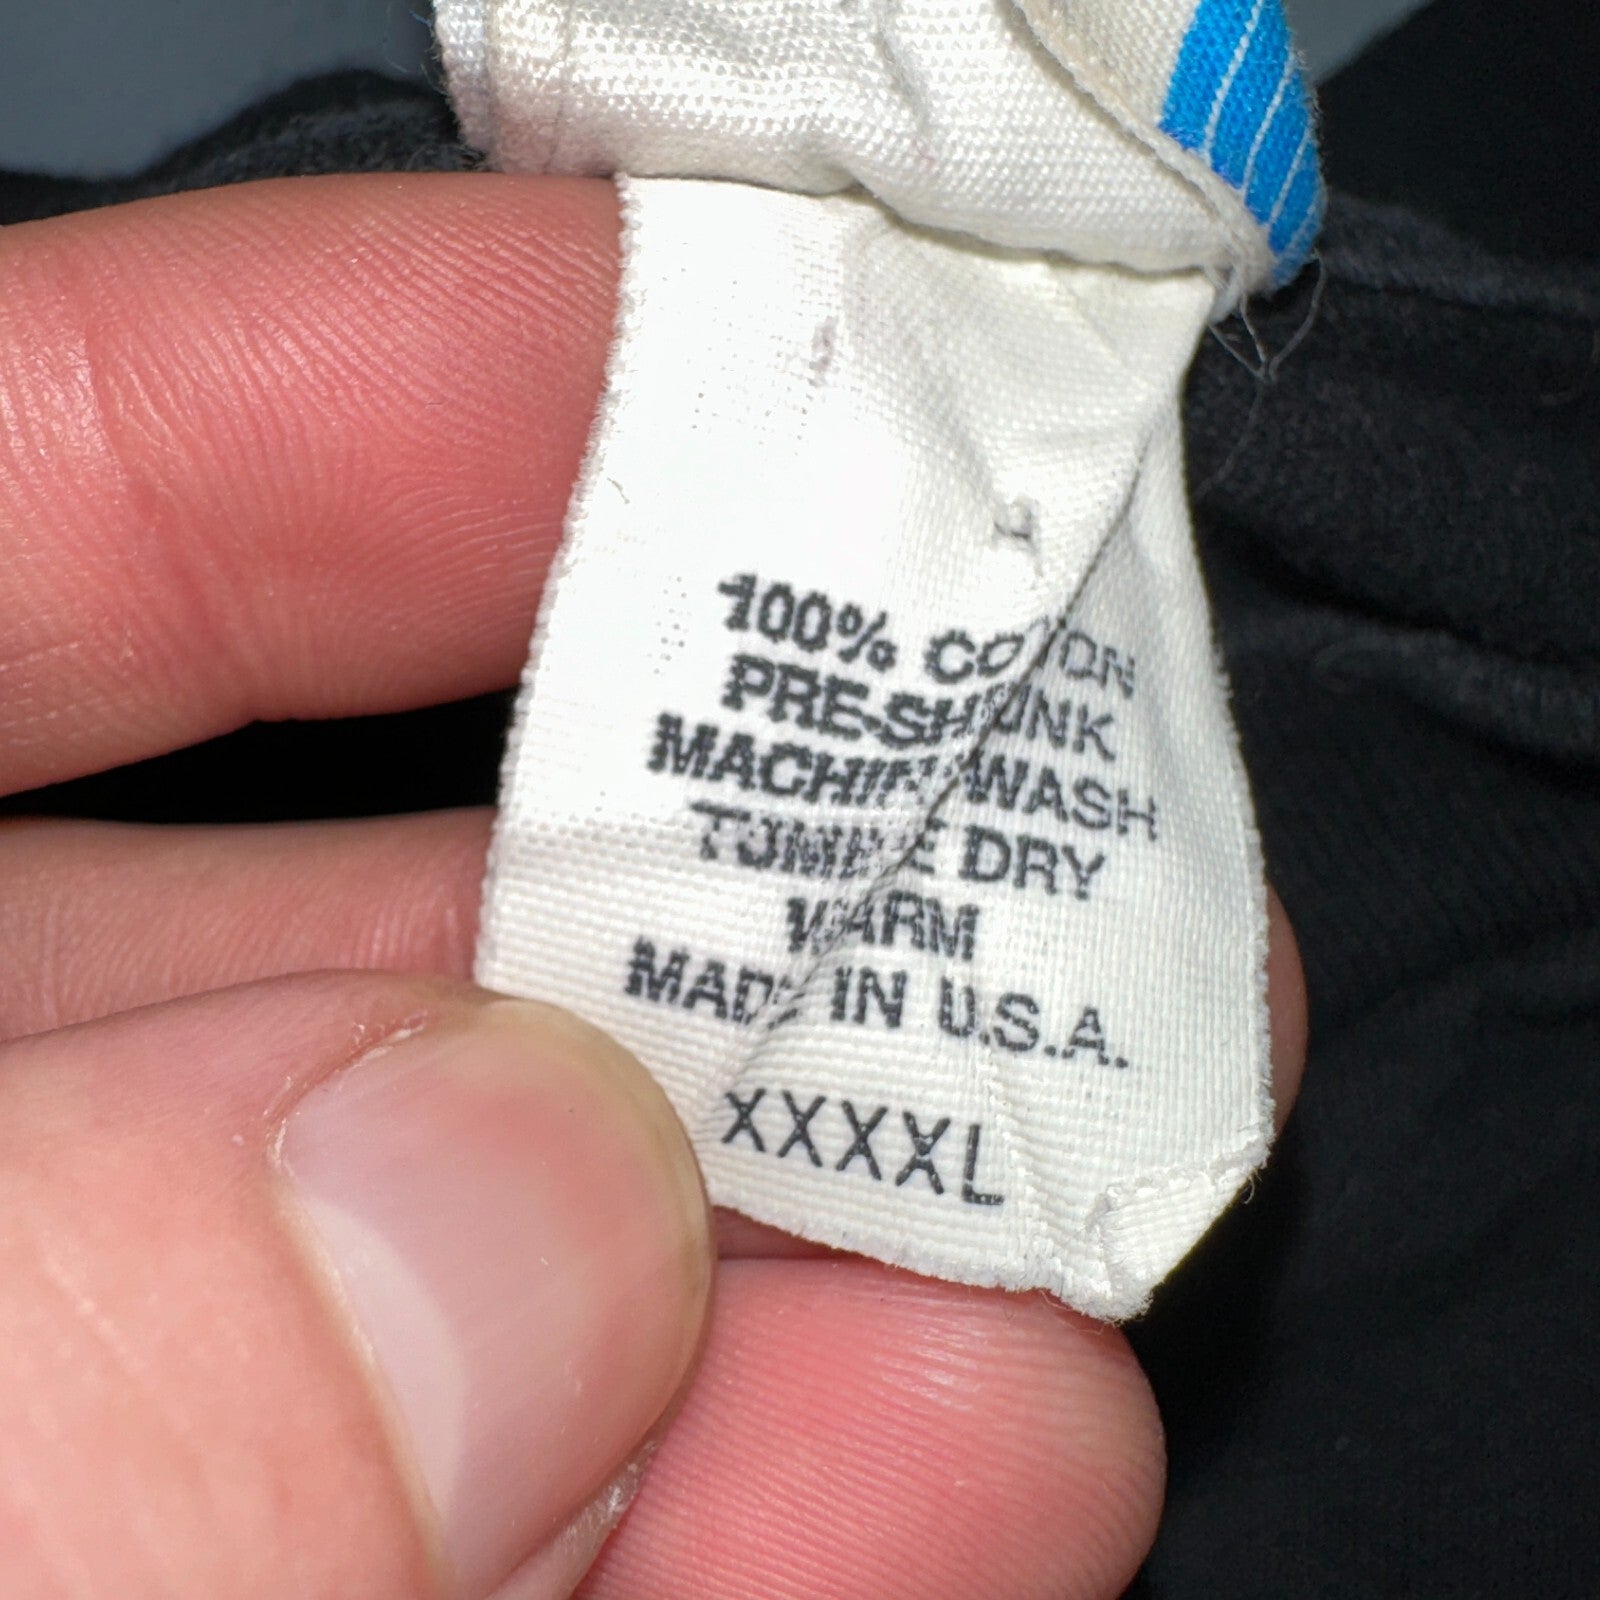 100% COTTON
PRE-SHRUNK
MACHINE WASH
TUMBLE DRY
WARM
MADE IN U.S.A.
XXXXL